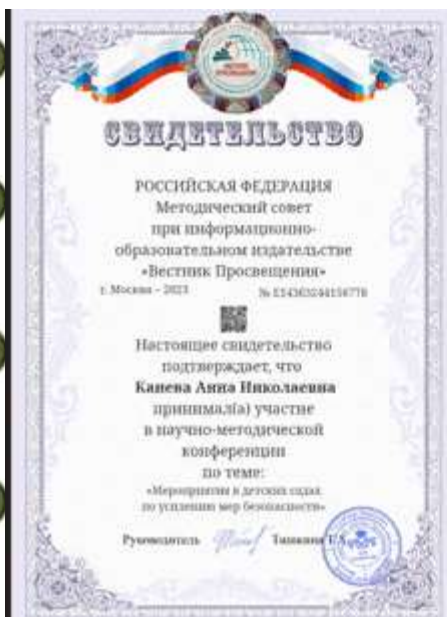 СВИДЕТЕЛЬСТВО
РОССИЙСКАЯ ФЕДЕРАЦИЯ
Методический совет
при информационно-
образовательном издательстве
«Вестник Просвещения»
г. Москва – 2023
Настоящее свидетельство
подтверждает, что
Канева Анна Николаевна
принимал(а) участие
в научно-методической
конференции
по теме:
«Мероприятия в детских садах
по усилению мер безопасности»
Руководитель